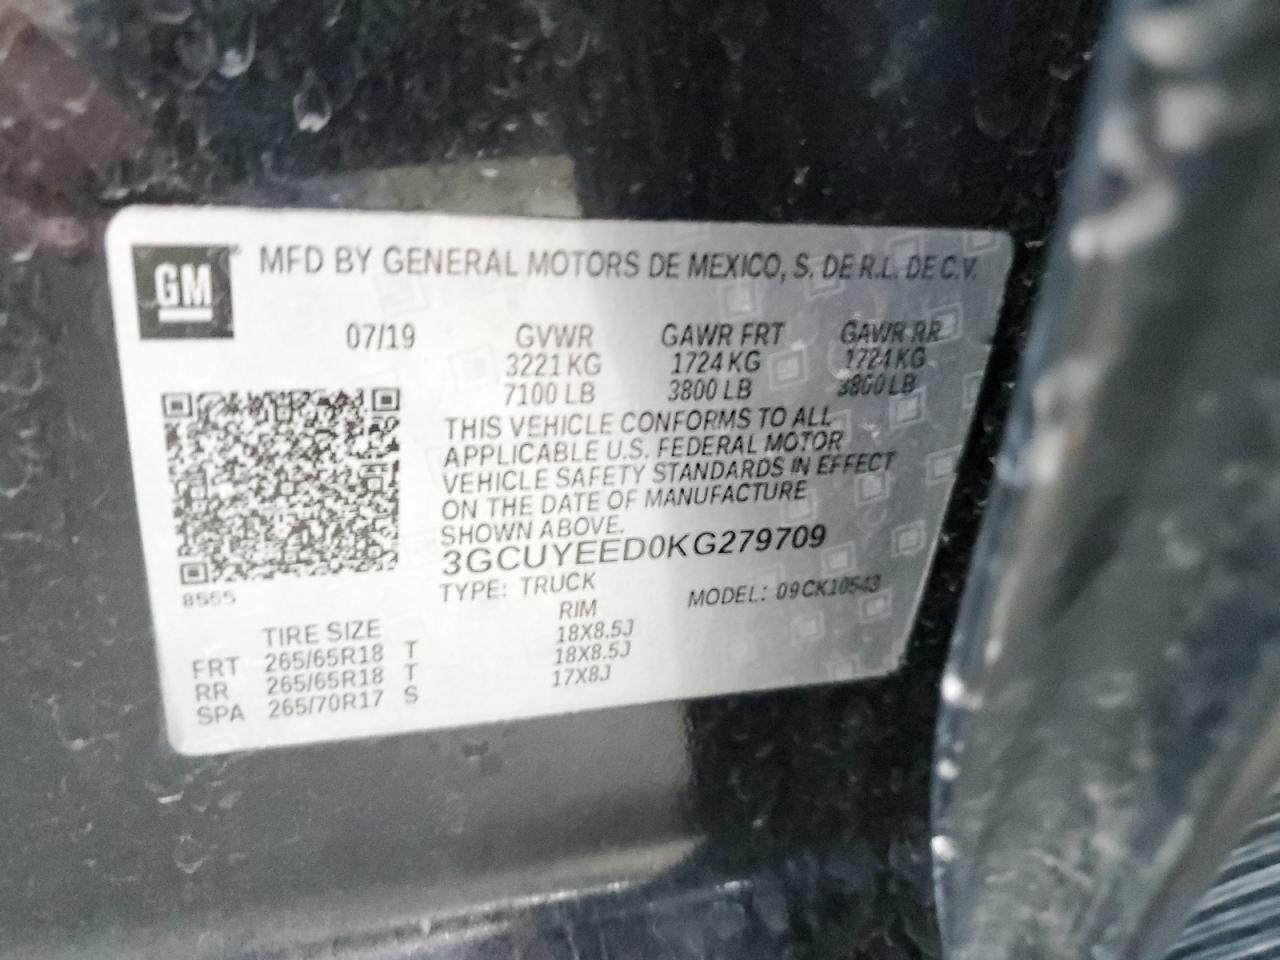 GM MFD BY GENERAL MOTORS DE MEXICO, S. DE R.L. DE C.V.
07/19 GVWR GAWR FRT GAWR RR
3221 KG 1724 KG 1724 KG
7100 LB 3800 LB 3800 LB
THIS VEHICLE CONFORMS TO ALL
APPLICABLE U.S. FEDERAL MOTOR
VEHICLE SAFETY STANDARDS IN EFFECT
ON THE DATE OF MANUFACTURE
SHOWN ABOVE.
3GCUYEED0KG279709
8555
TYPE: TRUCK MODEL: 09CK10543
TIRE SIZE RIM
FRT 265/65R18 T 18X8.5J
RR 265/65R18 T 18X8.5J
SPA 265/70R17 S 17X8J